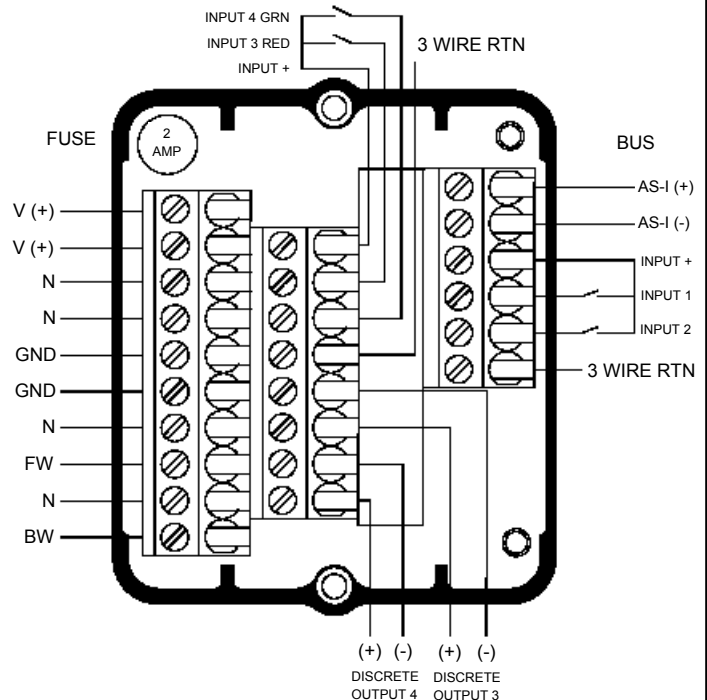 INPUT 4 GRN
INPUT 3 RED
INPUT +
3 WIRE RTN
FUSE
2
AMP
BUS
V (+)
V (+)
N
N
GND
GND
N
FW
N
BW
AS-I (+)
AS-I (-)
INPUT +
INPUT 1
INPUT 2
3 WIRE RTN
(+) (-) (+) (-)
DISCRETE
OUTPUT 4
DISCRETE
OUTPUT 3